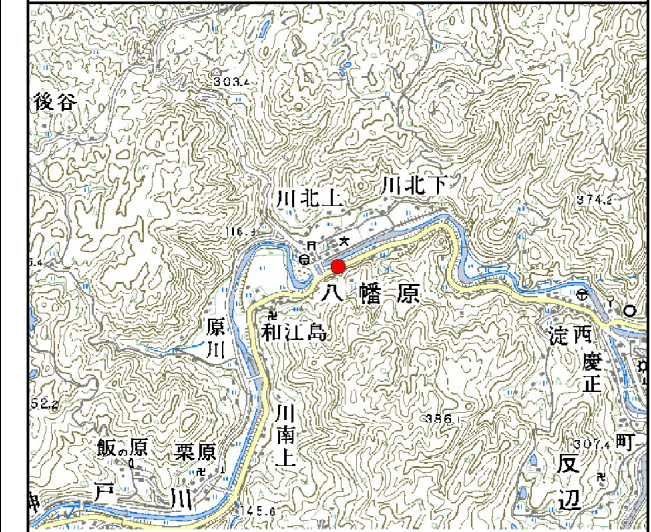 303.4
後谷
川北下
川北上
374.2
116.3
大
八幡原
和江島
原川
淀西
慶正
川南上
386
307.4
町
飯の原
栗原
反辺
神戸川
145.6